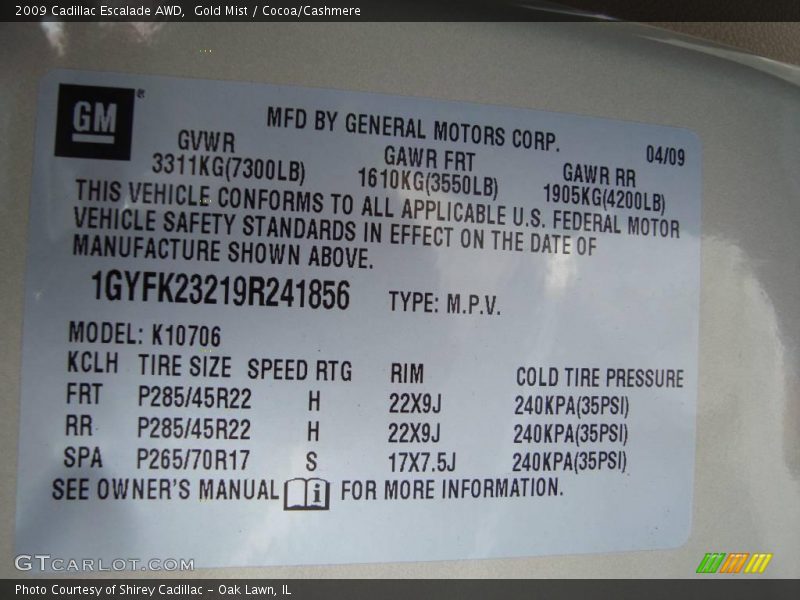 2009 Cadillac Escalade AWD, Gold Mist / Cocoa/Cashmere
GM®
MFD BY GENERAL MOTORS CORP. 04/09
GVWR GAWR FRT GAWR RR
3311KG(7300LB) 1610KG(3550LB) 1905KG(4200LB)
THIS VEHICLE CONFORMS TO ALL APPLICABLE U.S. FEDERAL MOTOR
VEHICLE SAFETY STANDARDS IN EFFECT ON THE DATE OF
MANUFACTURE SHOWN ABOVE.
1GYFK23219R241856 TYPE: M.P.V.
MODEL: K10706
KCLH TIRE SIZE SPEED RTG RIM COLD TIRE PRESSURE
FRT P285/45R22 H 22X9J 240KPA(35PSI)
RR P285/45R22 H 22X9J 240KPA(35PSI)
SPA P265/70R17 S 17X7.5J 240KPA(35PSI)
SEE OWNER'S MANUAL i FOR MORE INFORMATION.
GTCARLOT.COM
Photo Courtesy of Shirey Cadillac - Oak Lawn, IL